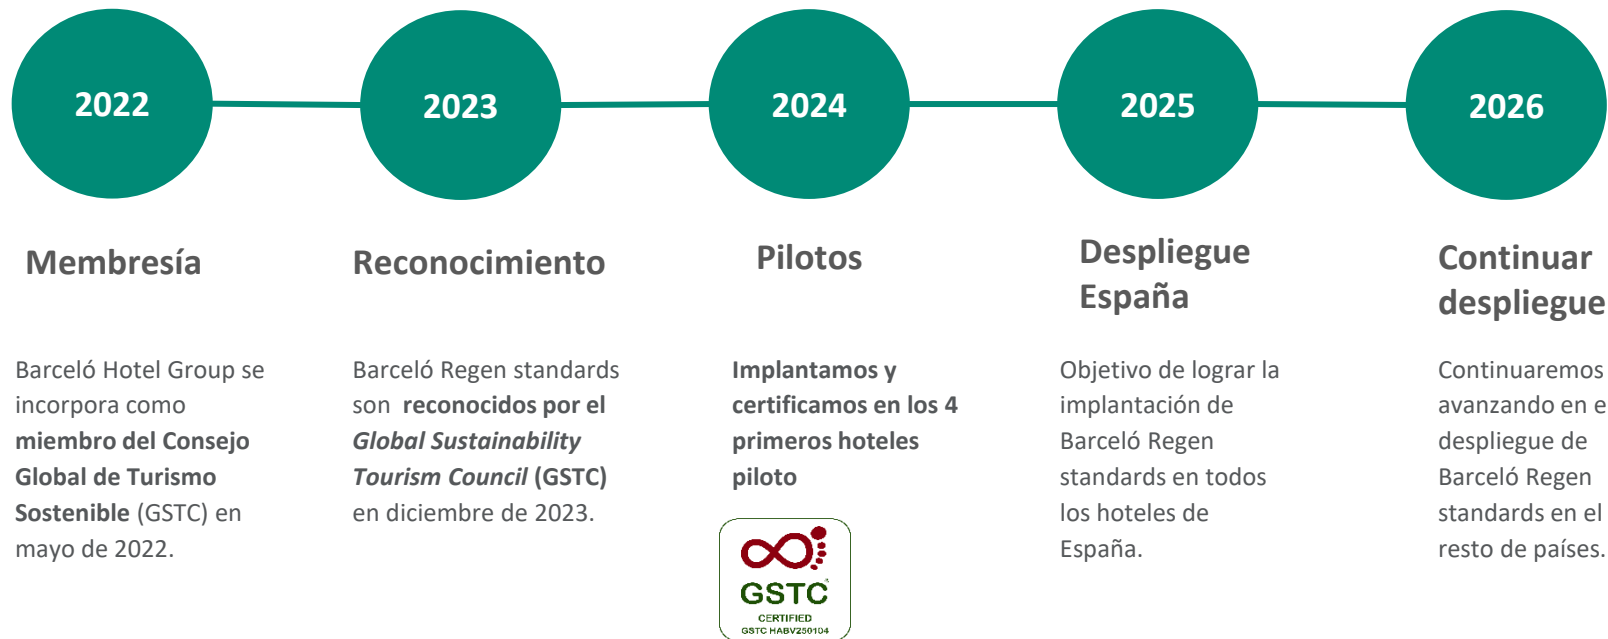 2022
2023
2024
2025
2026
Membresía
Barceló Hotel Group se
incorpora como
miembro del Consejo
Global de Turismo
Sostenible (GSTC) en
mayo de 2022.
Reconocimiento
Barceló Regen standards
son reconocidos por el
Global Sustainability
Tourism Council (GSTC)
en diciembre de 2023.
Pilotos
Implantamos y
certificamos en los 4
primeros hoteles
piloto
GSTC
CERTIFIED
GSTC HABV250104
Despliegue
España
Objetivo de lograr la
implantación de
Barceló Regen
standards en todos
los hoteles de
España.
Continuar
despliegue
Continuaremos
avanzando en e
despliegue de
Barceló Regen
standards en el
resto de países.